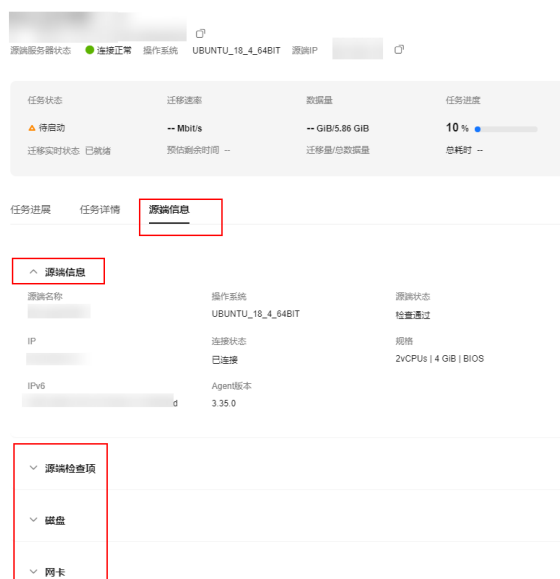 源端服务器状态 连接正常 操作系统 UBUNTU_18_4_64BIT 源端IP
任务状态 迁移速率 数据量 任务进度
待启动 -- Mbit/s -- GiB/5.86 GiB 10 %
迁移实时状态 已就绪 预估剩余时间 -- 迁移量/总数据量 总耗时 --
任务进展 任务详情 源端信息
源端信息
源端名称 操作系统 源端状态
UBUNTU_18_4_64BIT 检查通过
IP 连接状态 规格
已连接 2vCPUs | 4 GiB | BIOS
IPv6 Agent版本
d 3.35.0
源端检查项
磁盘
网卡